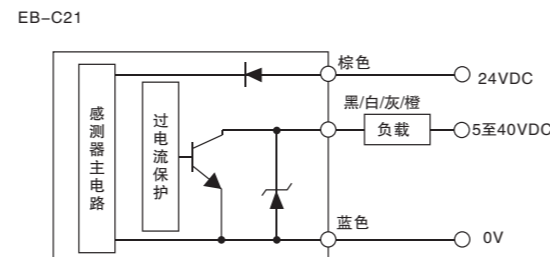 EB-C21
棕色
24VDC
黑/白/灰/橙
负载
5至40VDC
感测器主电路
过电流保护
蓝色
0V